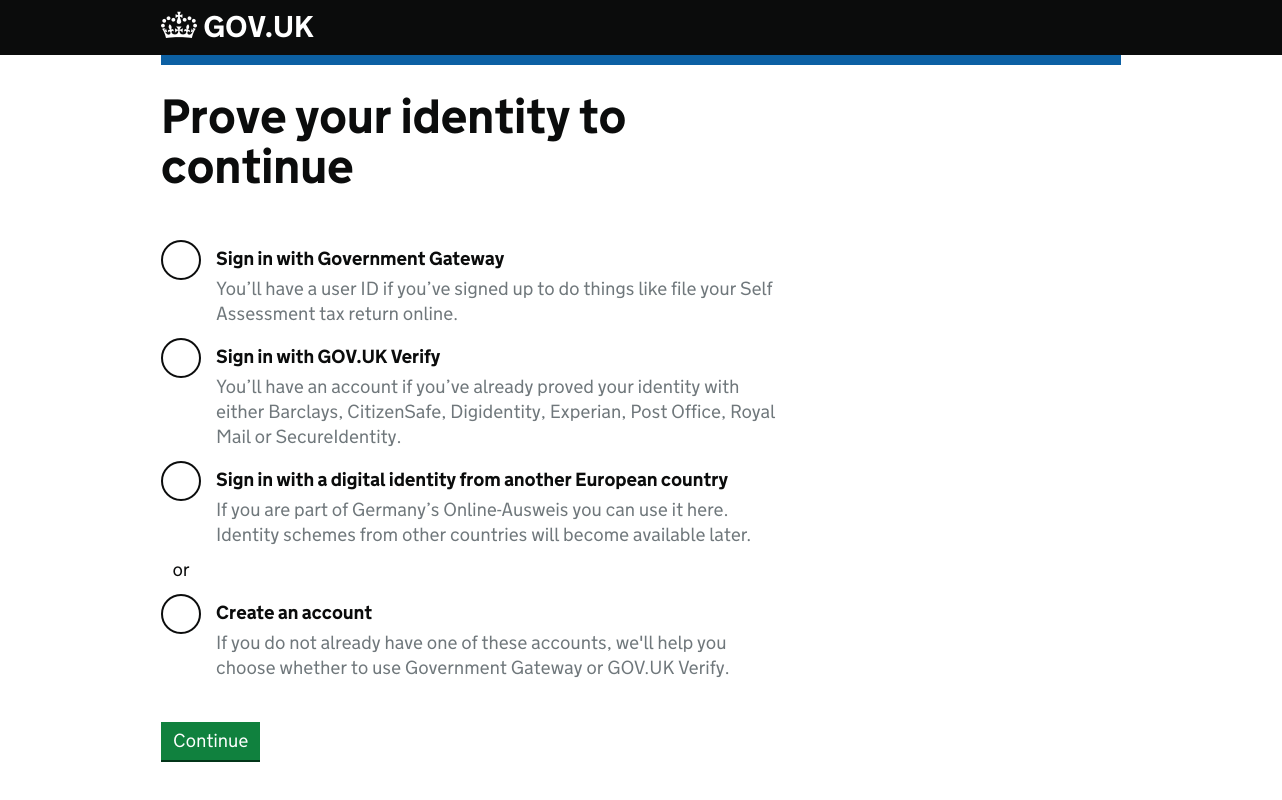 GOV.UK
Prove your identity to
continue
Sign in with Government Gateway
You’ll have a user ID if you’ve signed up to do things like file your Self
Assessment tax return online.
Sign in with GOV.UK Verify
You’ll have an account if you’ve already proved your identity with
either Barclays, CitizenSafe, Digidentity, Experian, Post Office, Royal
Mail or SecureIdentity.
Sign in with a digital identity from another European country
If you are part of Germany’s Online-Ausweis you can use it here.
Identity schemes from other countries will become available later.
or
Create an account
If you do not already have one of these accounts, we'll help you
choose whether to use Government Gateway or GOV.UK Verify.
Continue